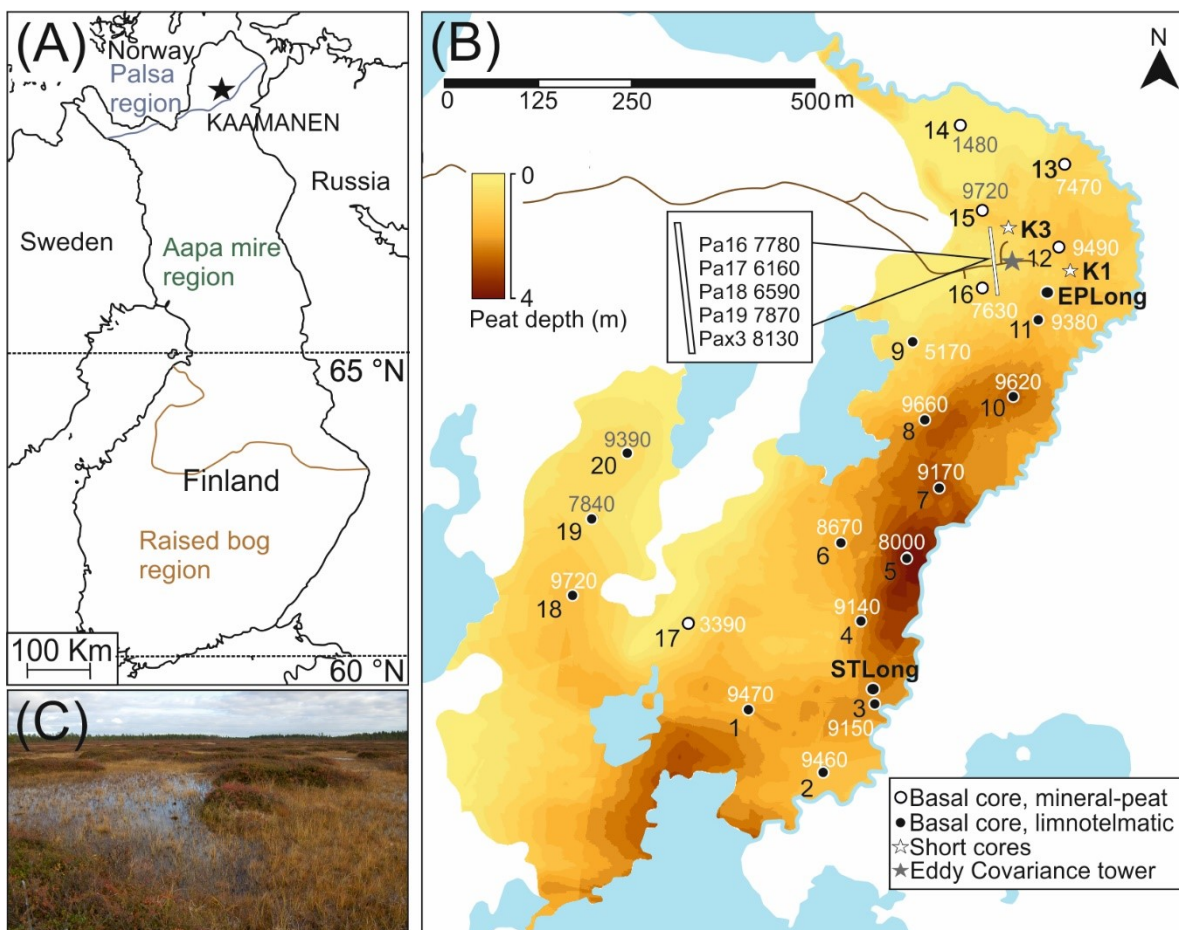 (A)
Norway
Palsa
region
KAAMANEN
Russia
Sweden
Aapa mire
region
65 °N
Finland
Raised bog
region
100 Km
60 °N
(C)
(B)
N
0 125 250 500 m
0
4
Peat depth (m)
Pa16 7780
Pa17 6160
Pa18 6590
Pa19 7870
Pax3 8130
14
1480
13
7470
9720
15
K3
12
9490
K1
16
7630
EPLong
11
9380
9
5170
9620
10
9660
8
9170
7
9390
20
7840
19
8670
6
8000
5
9720
18
9140
4
17
3390
STLong
3
9150
9470
1
9460
2
Basal core, mineral-peat
Basal core, limnotelmatic
Short cores
Eddy Covariance tower